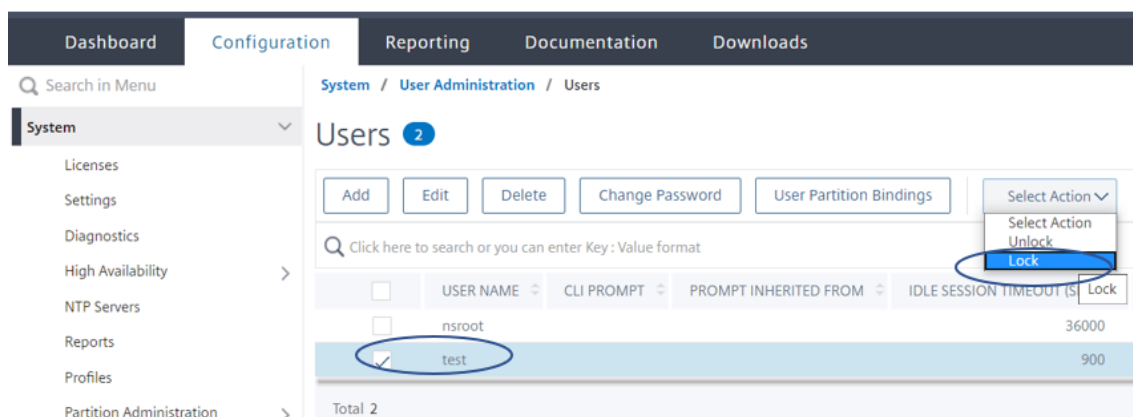 Dashboard Configuration Reporting Documentation Downloads
Search in Menu
System
Licenses
Settings
Diagnostics
High Availability
NTP Servers
Reports
Profiles
Partition Administration
System / User Administration / Users
Users 2
Add Edit Delete Change Password User Partition Bindings Select Action
Select Action
Unlock
Lock
Click here to search or you can enter Key : Value format
USER NAME CLI PROMPT PROMPT INHERITED FROM IDLE SESSION TIMEOUT (S Lock
nsroot 36000
test 900
Total 2